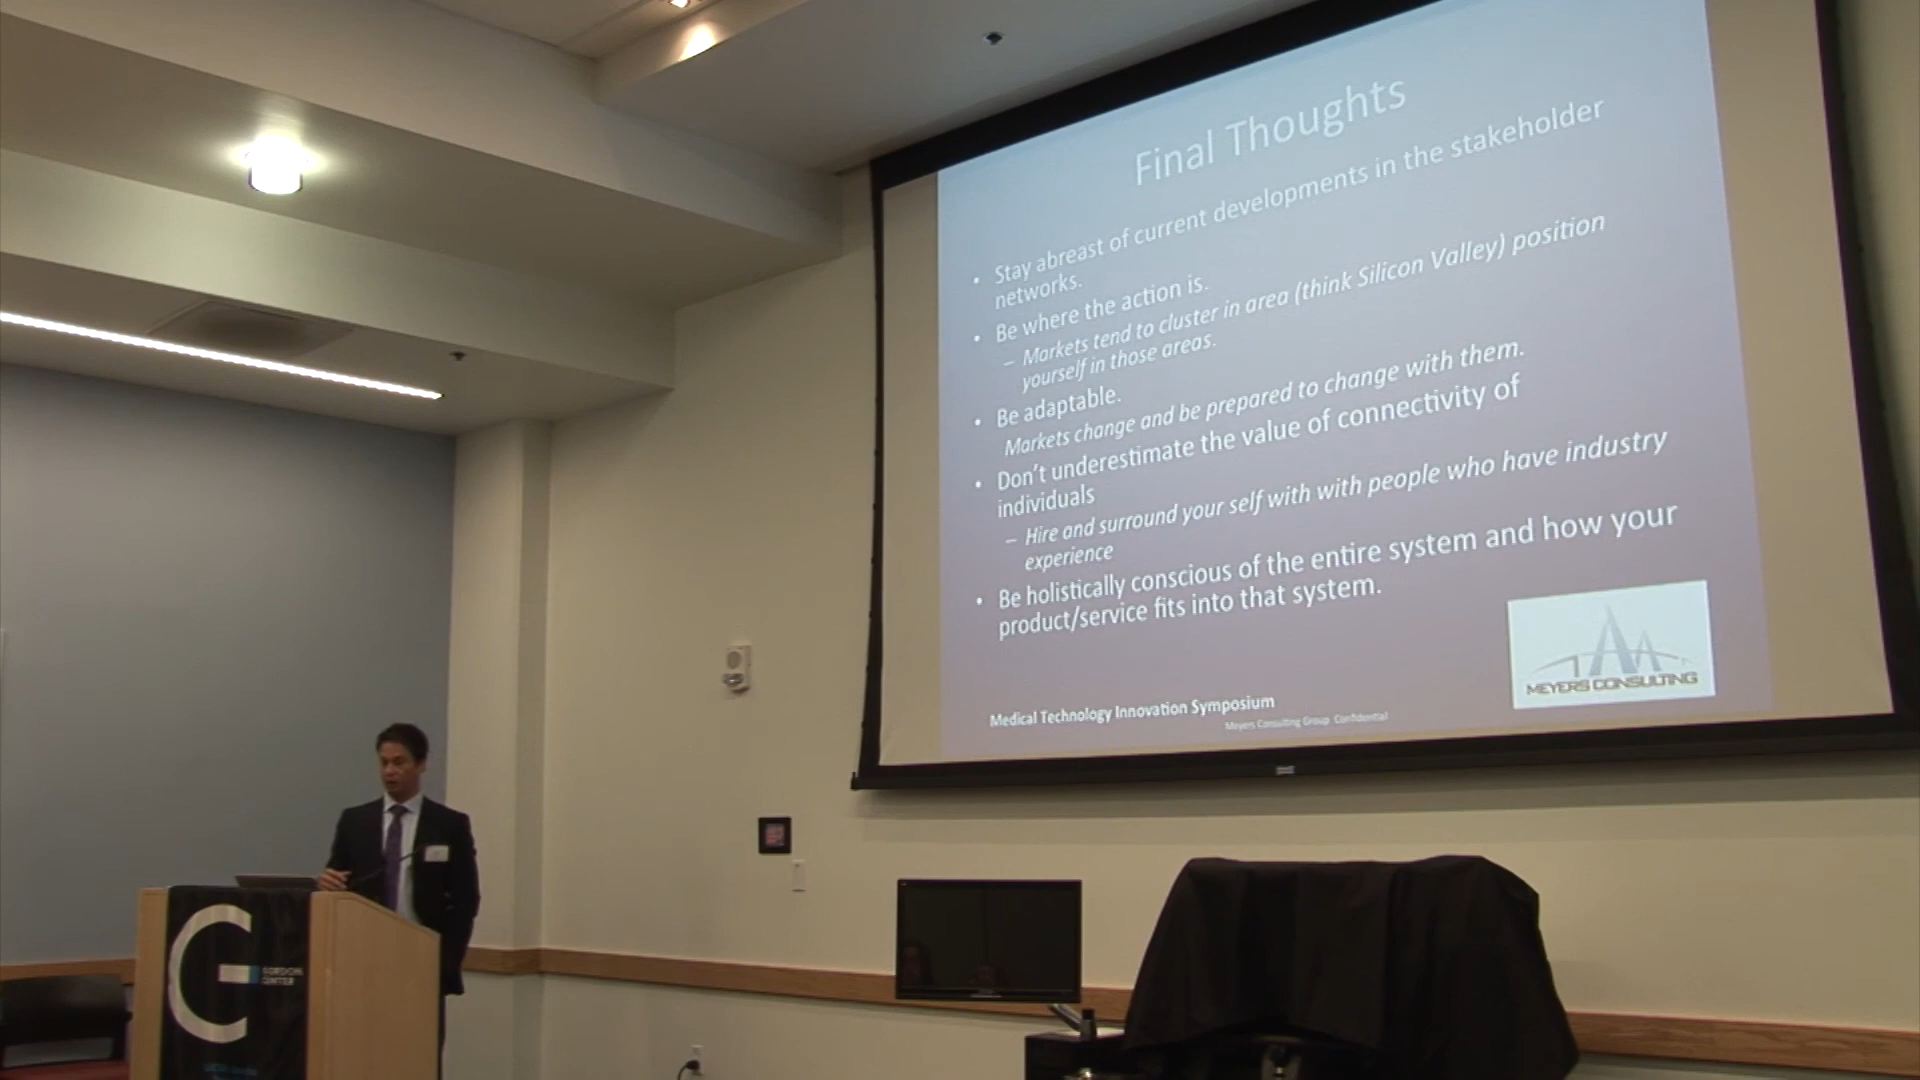 Final Thoughts
• Stay abreast of current developments in the stakeholder
networks.
• Be where the action is.
– Markets tend to cluster in area (think Silicon Valley) position
yourself in those areas.
• Be adaptable.
Markets change and be prepared to change with them.
• Don't underestimate the value of connectivity of
individuals
– Hire and surround your self with with people who have industry
experience
• Be holistically conscious of the entire system and how your
product/service fits into that system.
MEYERS CONSULTING
Medical Technology Innovation Symposium
Meyers Consulting Group Confidential
G
GORDON
CENTER